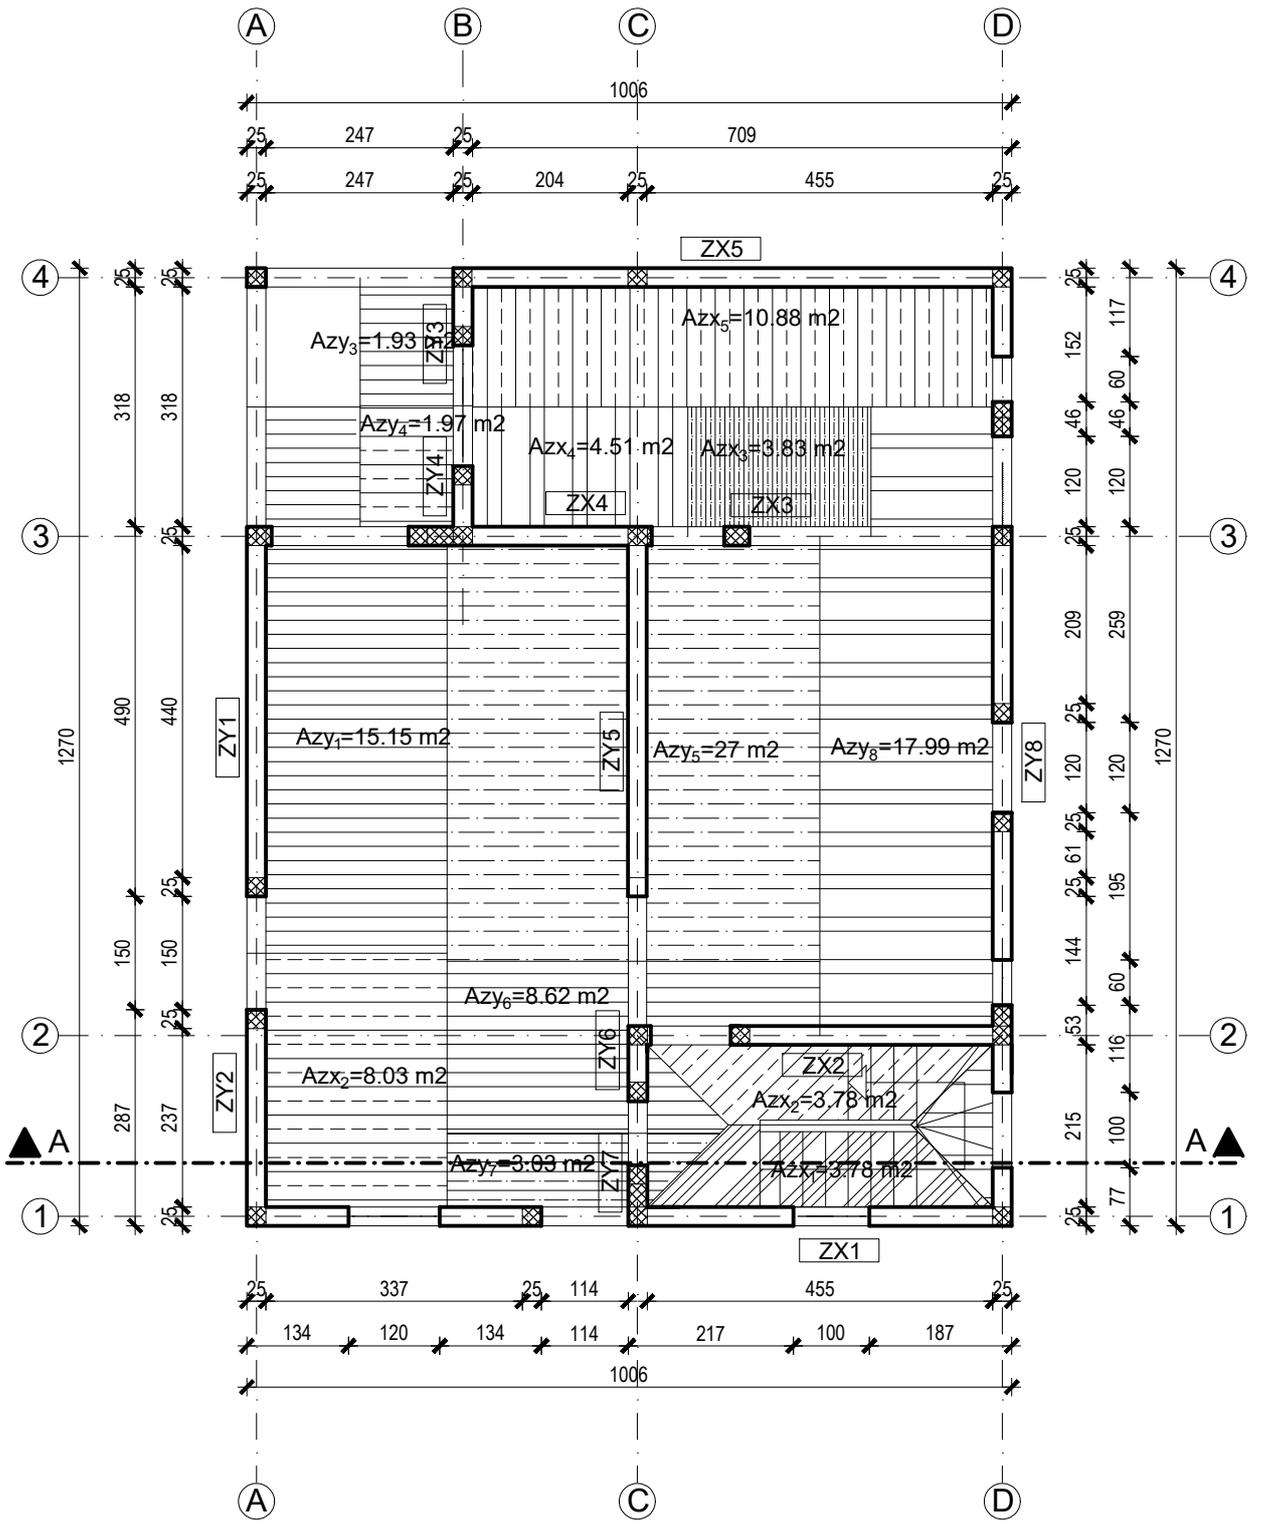 A B C D
1006
25 247 25 709
25 247 25 204 25 455 25
ZX5
4 4
25 25 25
Azx5=10.88 m2
117
ZY3
Azy3=1.93 m2
152
60
318 318
46 46
Azy4=1.97 m2
Azx4=4.51 m2
Azx3=3.83 m2
ZY4
120 120
ZX4
ZX3
3 3
25 25
209 259
490 440
25
ZY1
ZY5
ZY8
Azy1=15.15 m2
Azy5=27 m2
Azy8=17.99 m2
1270 1270
120 120
25
61
25 25
195
150 150
144
60
Azy6=8.62 m2
25
2 2
53
116
ZY6
ZX2
ZY2
Azx2=8.03 m2
Azx2=3.78 m2
287 237
215
100
A A
ZY7
Azy7=3.03 m2
Azx1=3.78 m2
77
1 1
25 25
ZX1
25 337 25 114 455 25
134 120 134 114 217 100 187
1006
A C D